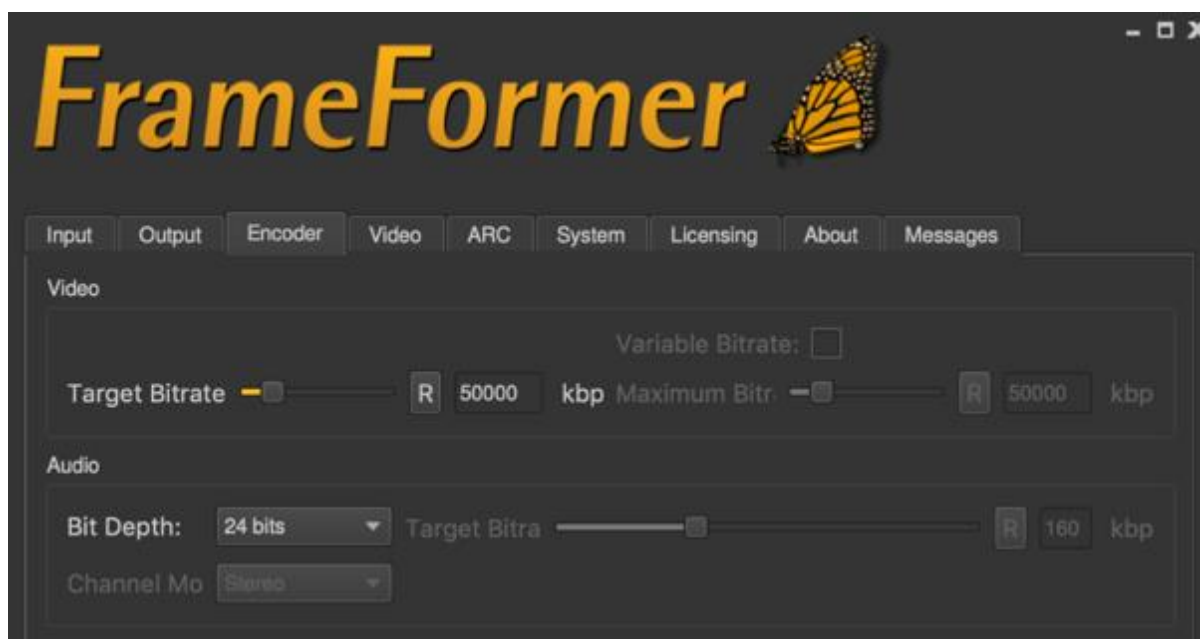 FrameFormer
Input Output Encoder Video ARC System Licensing About Messages
Video
Variable Bitrate:
Target Bitrate R 50000 kbp Maximum Bitr R 50000 kbp
Audio
Bit Depth: 24 bits Target Bitra R 160 kbp
Channel Mo Stereo